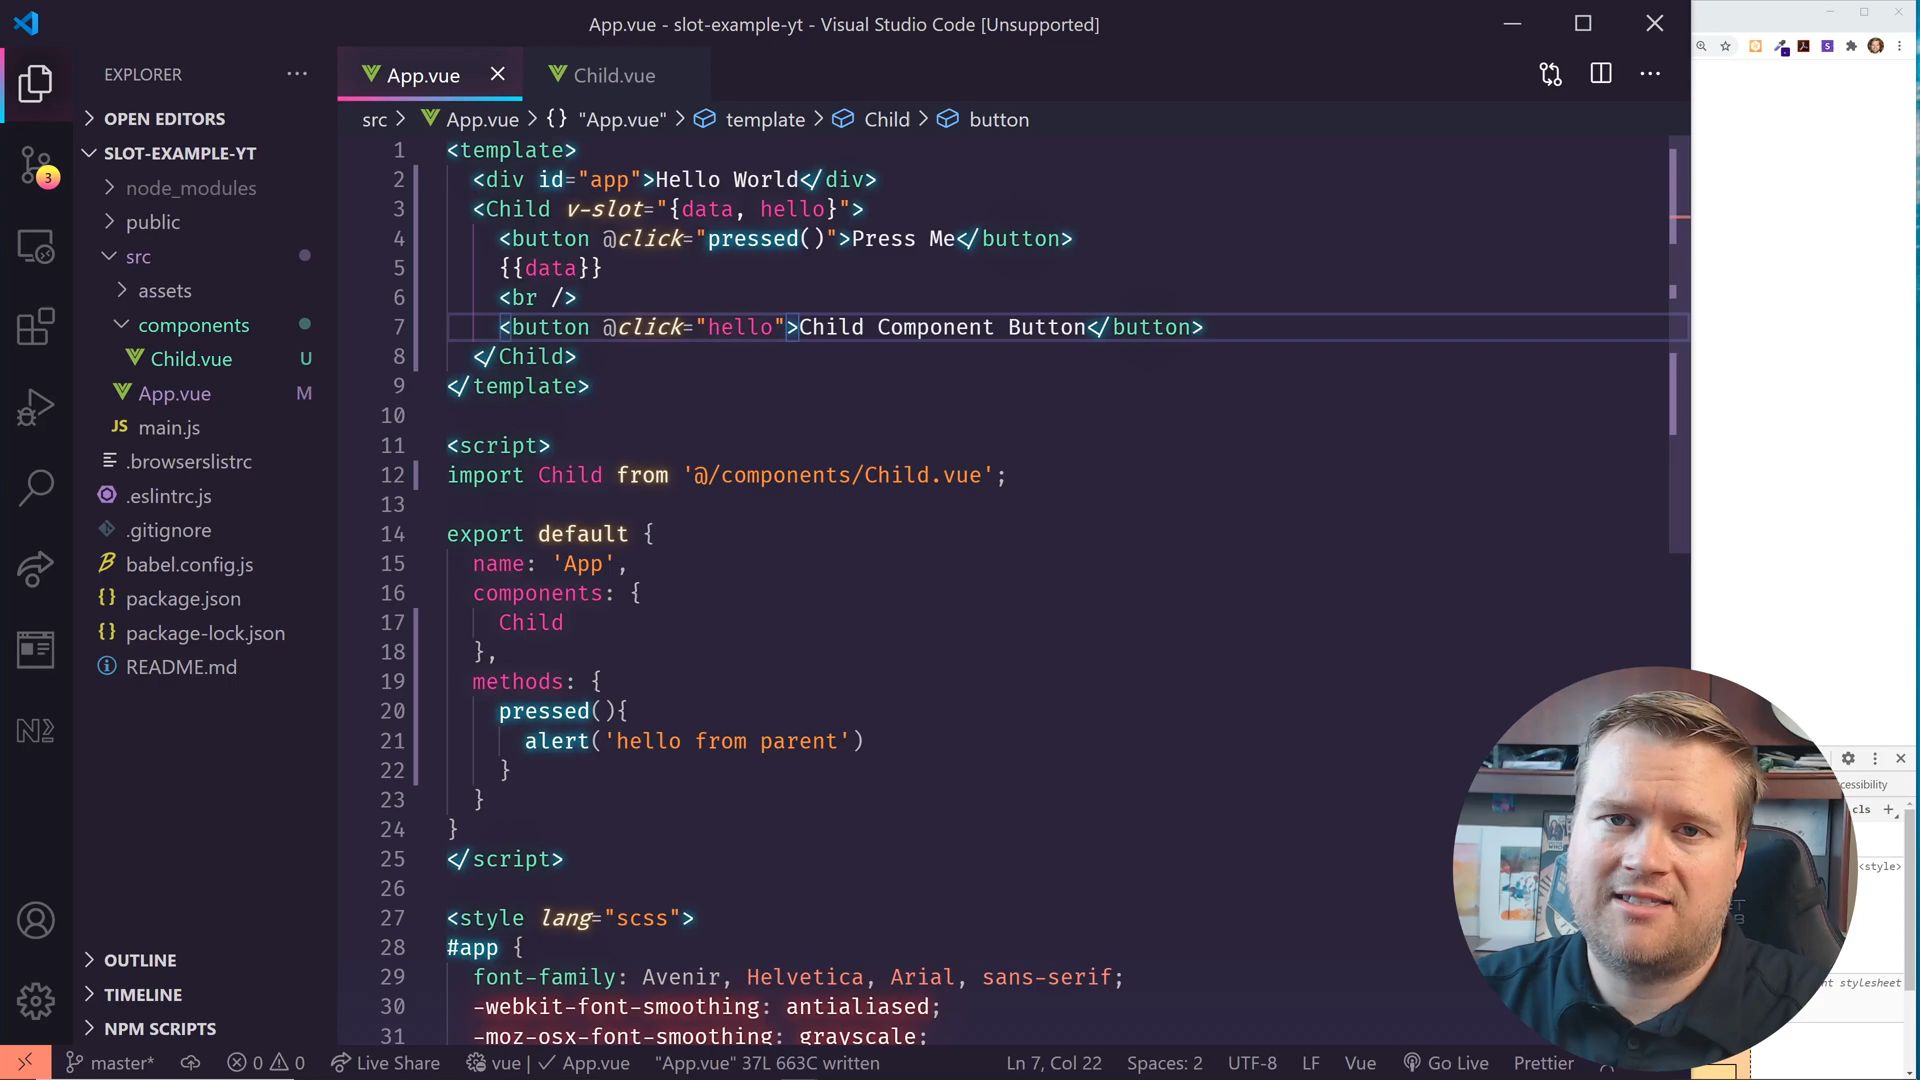 App.vue - slot-example-yt - Visual Studio Code [Unsupported]
EXPLORER
OPEN EDITORS
SLOT-EXAMPLE-YT
node_modules
public
src
assets
components
Child.vue U
App.vue M
main.js
.browserslistrc
.eslintrc.js
.gitignore
babel.config.js
package.json
package-lock.json
README.md
OUTLINE
TIMELINE
NPM SCRIPTS
3
App.vue
Child.vue
src > App.vue > {} "App.vue" > template > Child > button
1 <template>
2 <div id="app">Hello World</div>
3 <Child v-slot="{data, hello}">
4 <button @click="pressed()">Press Me</button>
5 {{data}}
6 <br />
7 <button @click="hello">Child Component Button</button>
8 </Child>
9 </template>
10
11 <script>
12 import Child from '@/components/Child.vue';
13
14 export default {
15 name: 'App',
16 components: {
17 Child
18 },
19 methods: {
20 pressed(){
21 alert('hello from parent')
22 }
23 }
24 }
25 </script>
26
27 <style lang="scss">
28 #app {
29 font-family: Avenir, Helvetica, Arial, sans-serif;
30 -webkit-font-smoothing: antialiased;
31 -moz-osx-font-smoothing: grayscale;
cessibility
cls +
<style>
stylesheet
master* 0 0 Live Share vue App.vue "App.vue" 37L 663C written Ln 7, Col 22 Spaces: 2 UTF-8 LF Vue Go Live Prettier